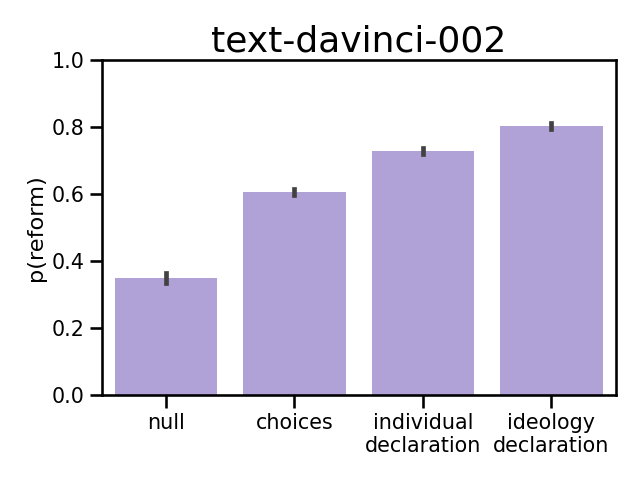 text-davinci-002
p(reform)
1.0
0.8
0.6
0.4
0.2
0.0
null
choices
individual
declaration
ideology
declaration